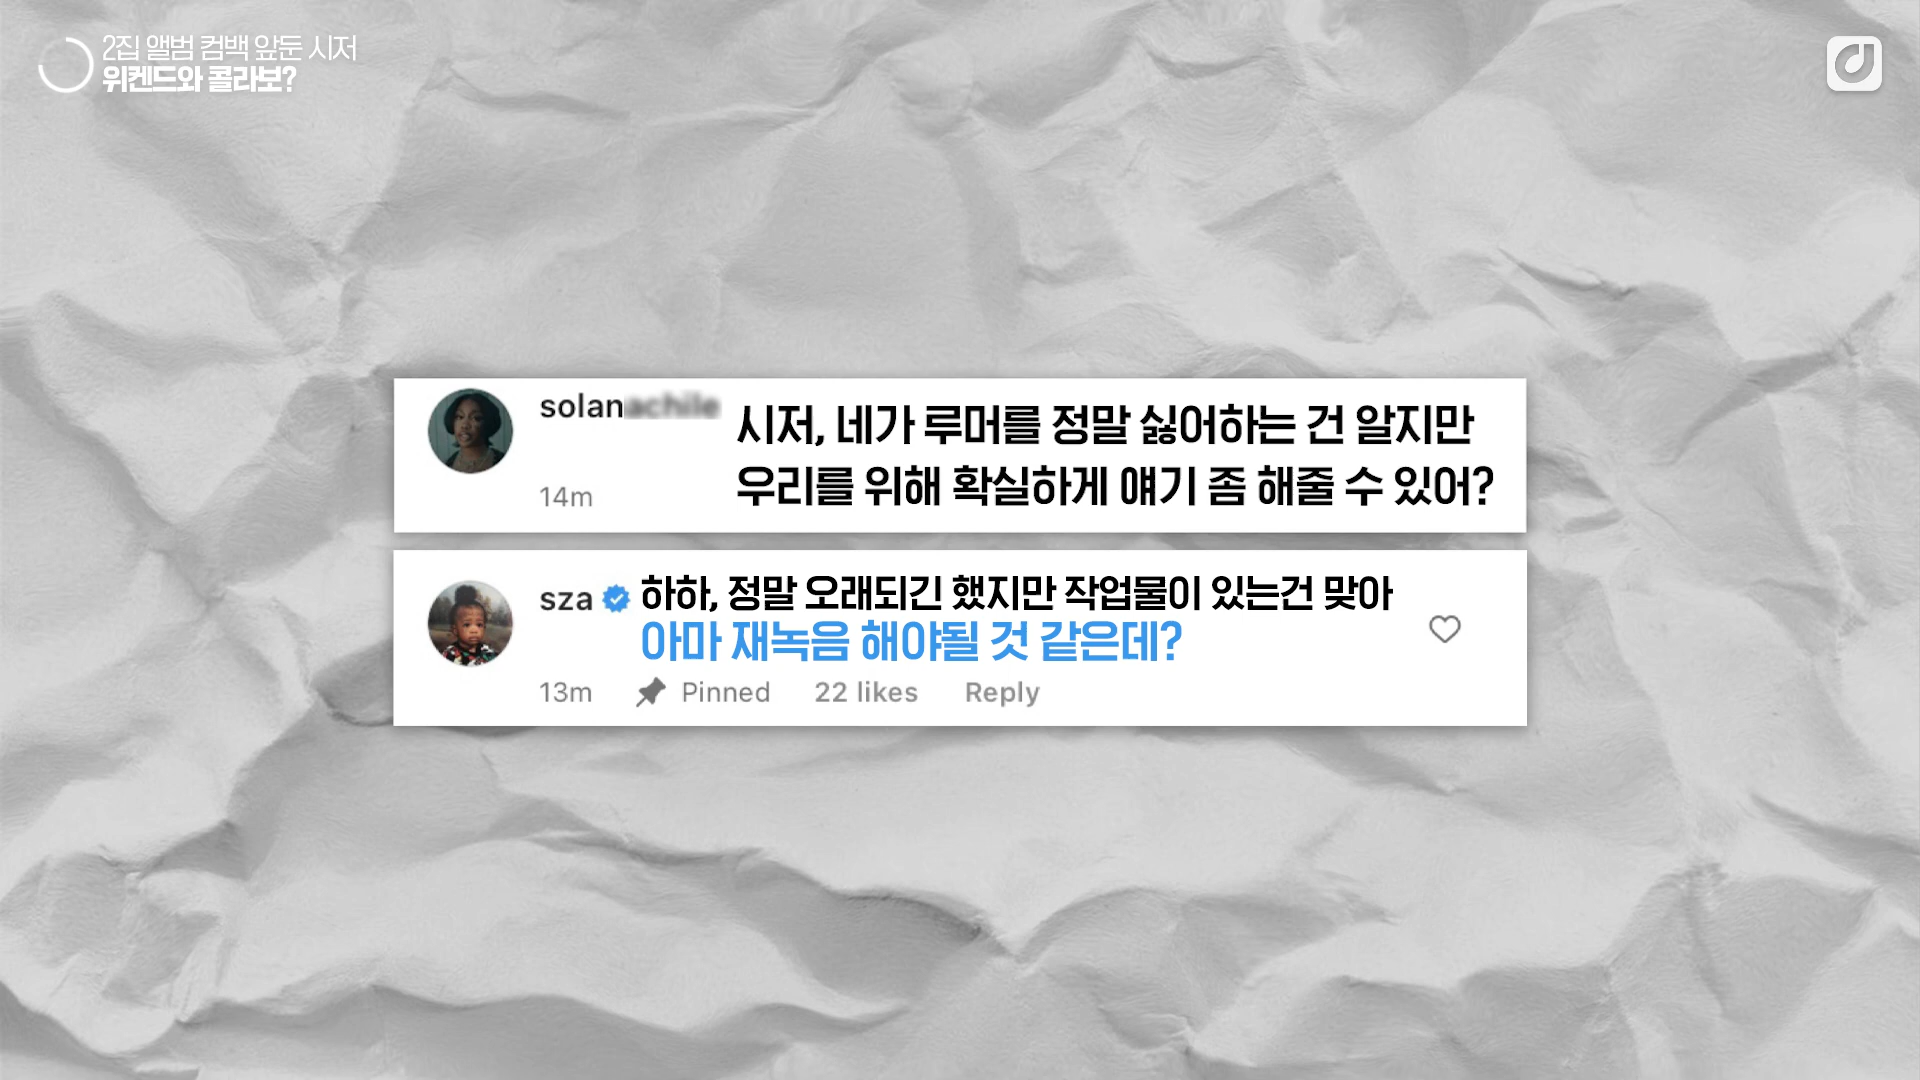 2집 앨범 컴백 앞둔 시저
위켄드와 콜라보?
solan
시저, 네가 루머를 정말 싫어하는 건 알지만
우리를 위해 확실하게 얘기 좀 해줄 수 있어?
14m
sza 하하, 정말 오래되긴 했지만 작업물이 있는건 맞아
아마 재녹음 해야될 것 같은데?
13m Pinned 22 likes Reply